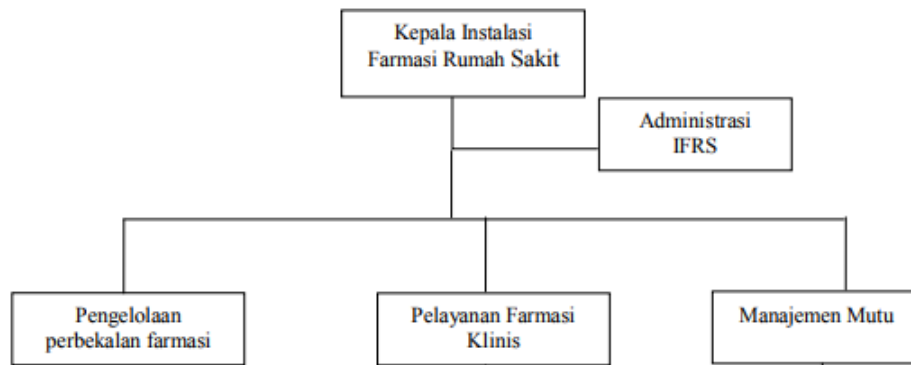 Kepala Instalasi
Farmasi Rumah Sakit
Administrasi
IFRS
Pengelolaan
perbekalan farmasi
Pelayanan Farmasi
Klinis
Manajemen Mutu